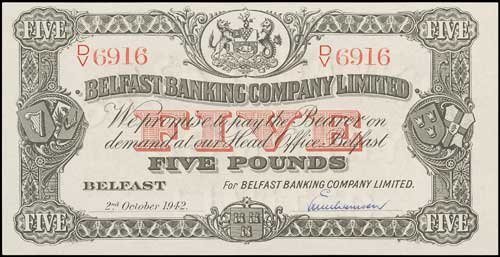 FIVE FIVE
D/V 6916 D/V 6916
BELFAST BANKING COMPANY LIMITED
We promise to pay the Bearer on
FIVE
demand at our Head Office, Belfast
FIVE POUNDS
BELFAST For BELFAST BANKING COMPANY LIMITED.
2nd October 1942.
FIVE FIVE